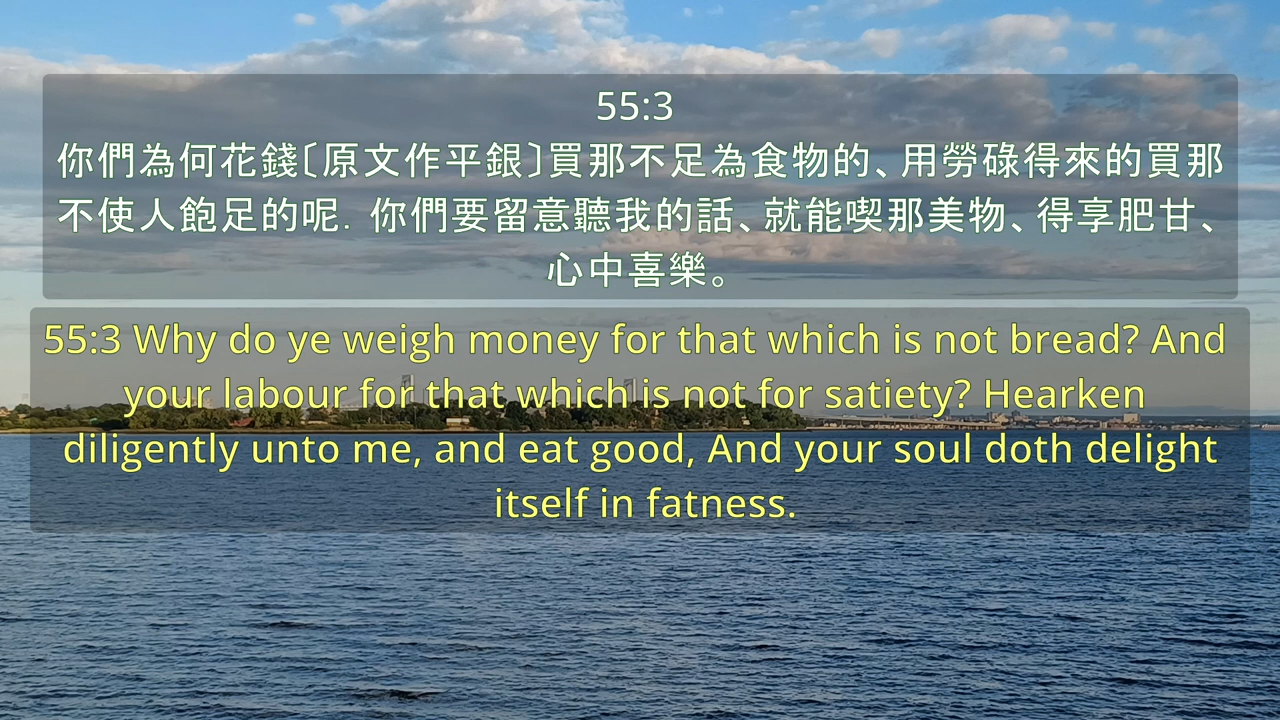 55:3
你們為何花錢〔原文作平銀〕買那不足為食物的、用勞碌得來的買那
不使人飽足的呢. 你們要留意聽我的話、就能喫那美物、得享肥甘、
心中喜樂。
55:3 Why do ye weigh money for that which is not bread? And
your labour for that which is not for satiety? Hearken
diligently unto me, and eat good, And your soul doth delight
itself in fatness.